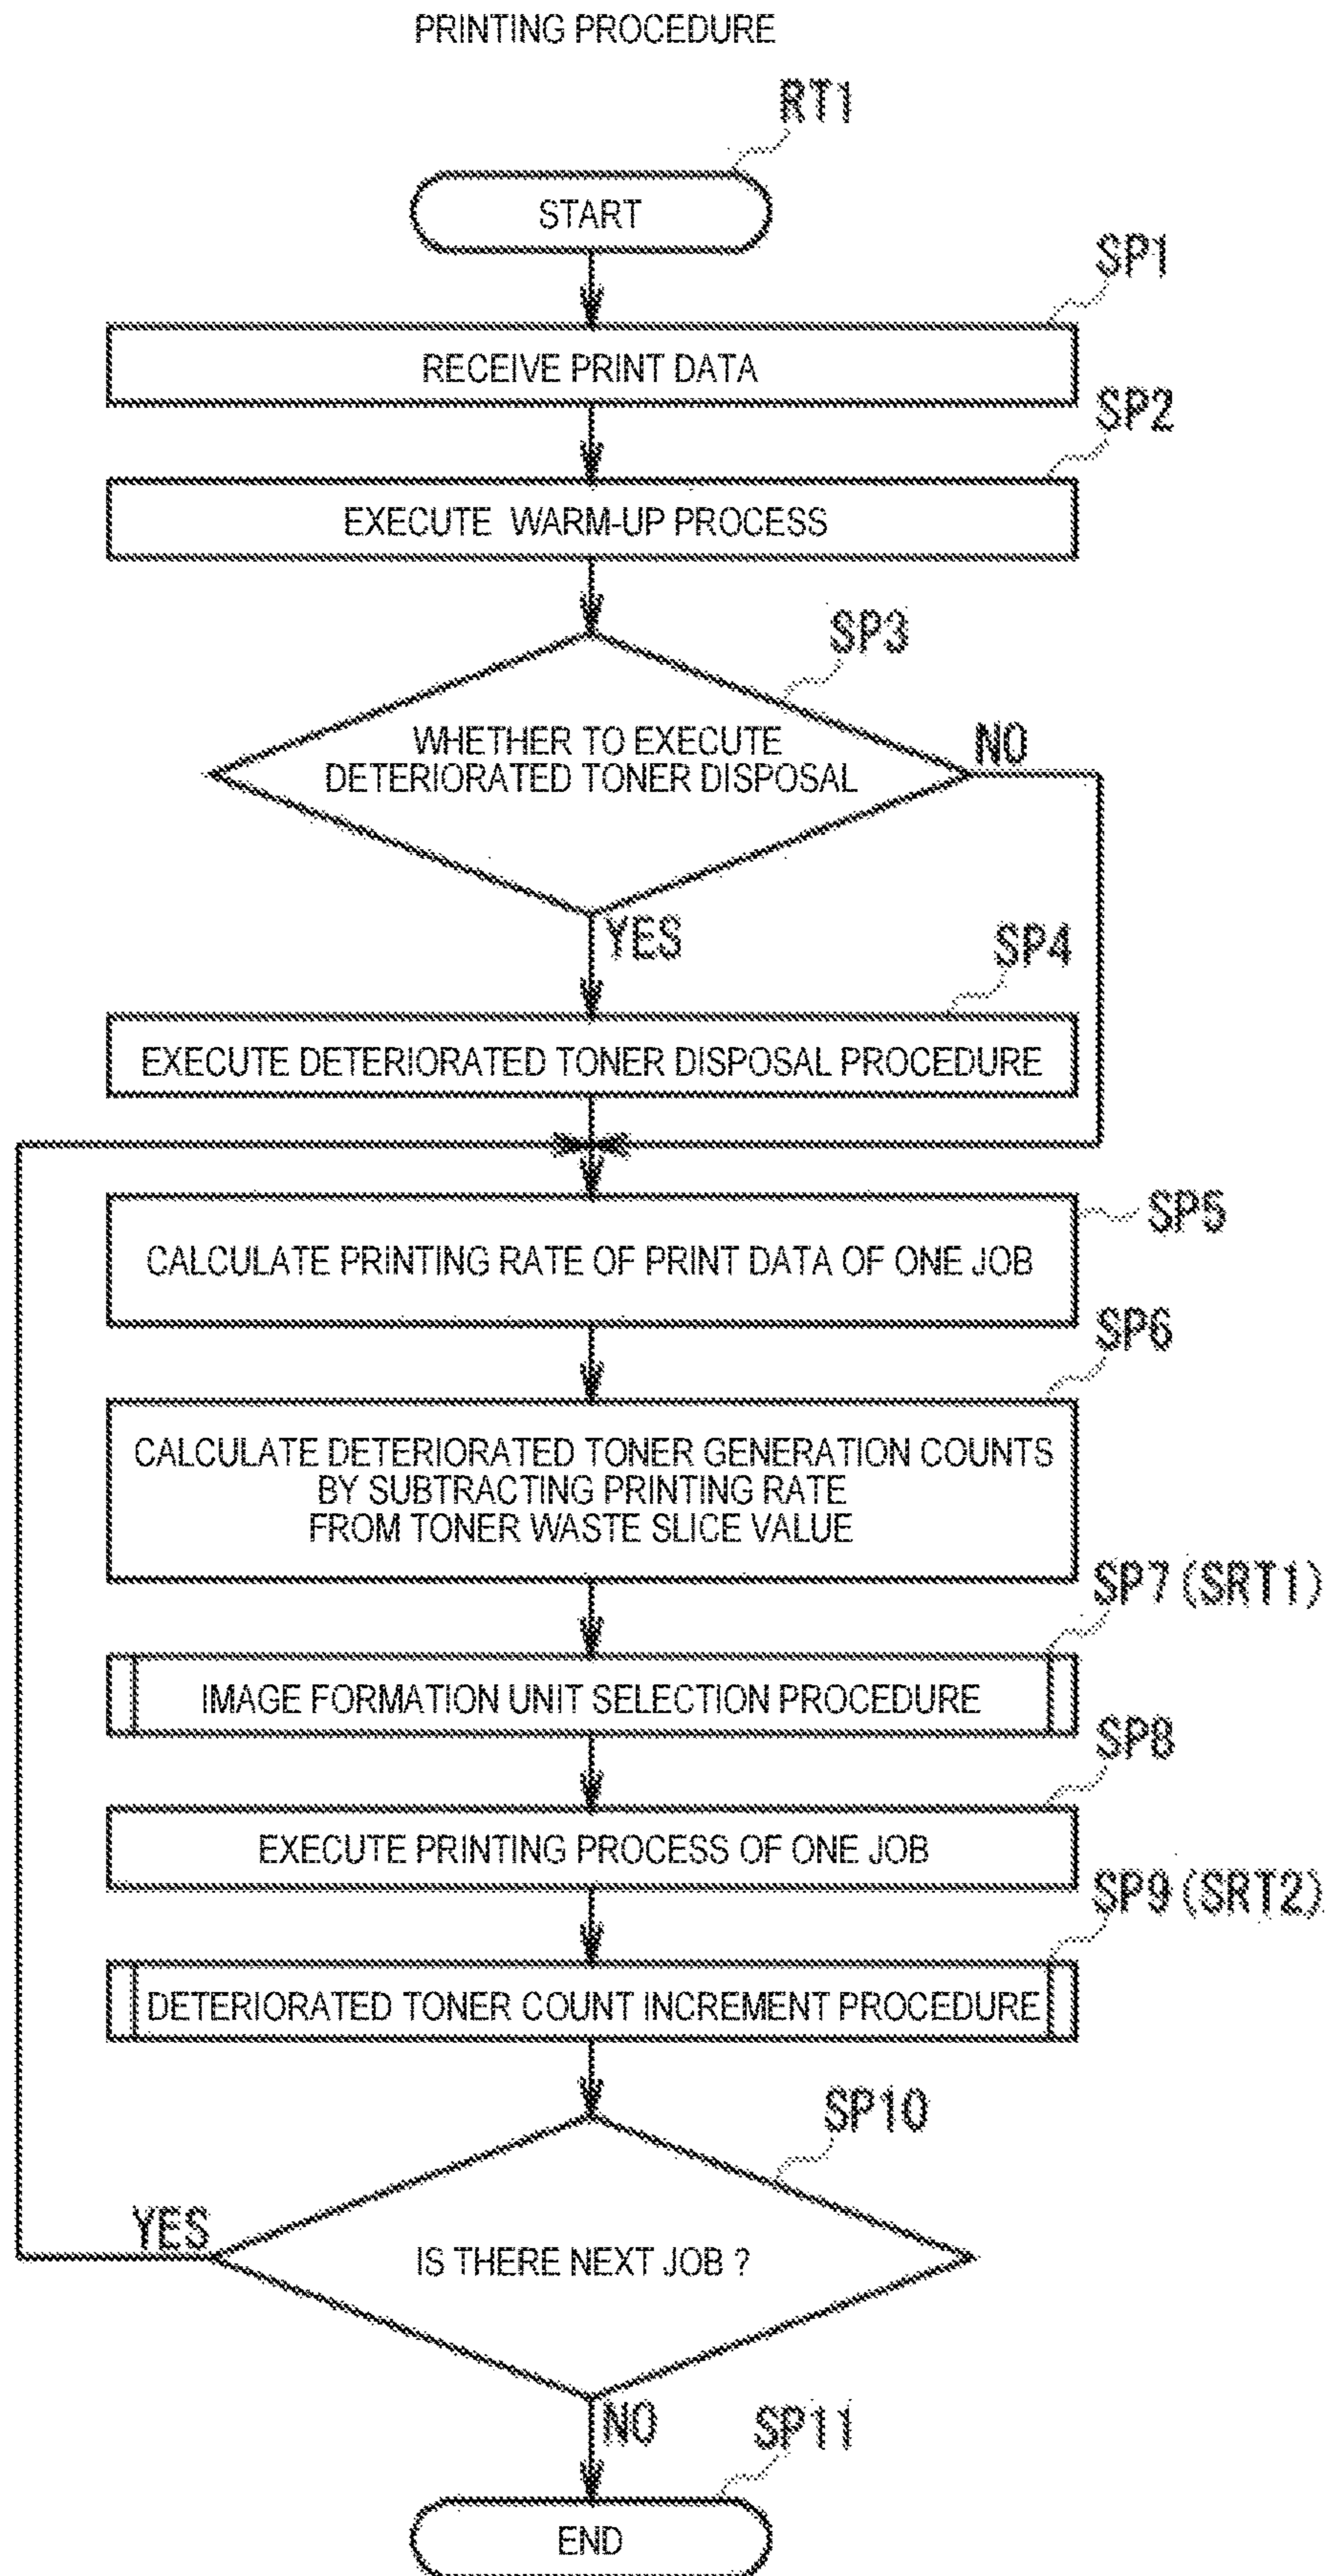 PRINTING PROCEDURE
RT1
START
SP1
RECEIVE PRINT DATA
SP2
EXECUTE WARM-UP PROCESS
SP3
WHETHER TO EXECUTE
DETERIORATED TONER DISPOSAL
NO
YES
SP4
EXECUTE DETERIORATED TONER DISPOSAL PROCEDURE
SP5
CALCULATE PRINTING RATE OF PRINT DATA OF ONE JOB
SP6
CALCULATE DETERIORATED TONER GENERATION COUNTS
BY SUBTRACTING PRINTING RATE
FROM TONER WASTE SLICE VALUE
SP7 (SRT1)
IMAGE FORMATION UNIT SELECTION PROCEDURE
SP8
EXECUTE PRINTING PROCESS OF ONE JOB
SP9 (SRT2)
DETERIORATED TONER COUNT INCREMENT PROCEDURE
SP10
YES
IS THERE NEXT JOB ?
NO
SP11
END